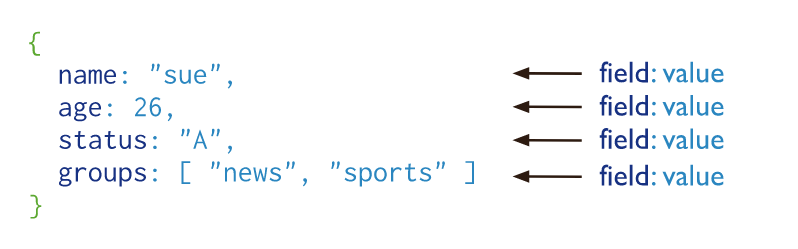 {
name: "sue", field: value
age: 26, field: value
status: "A", field: value
groups: [ "news", "sports" ] field: value
}